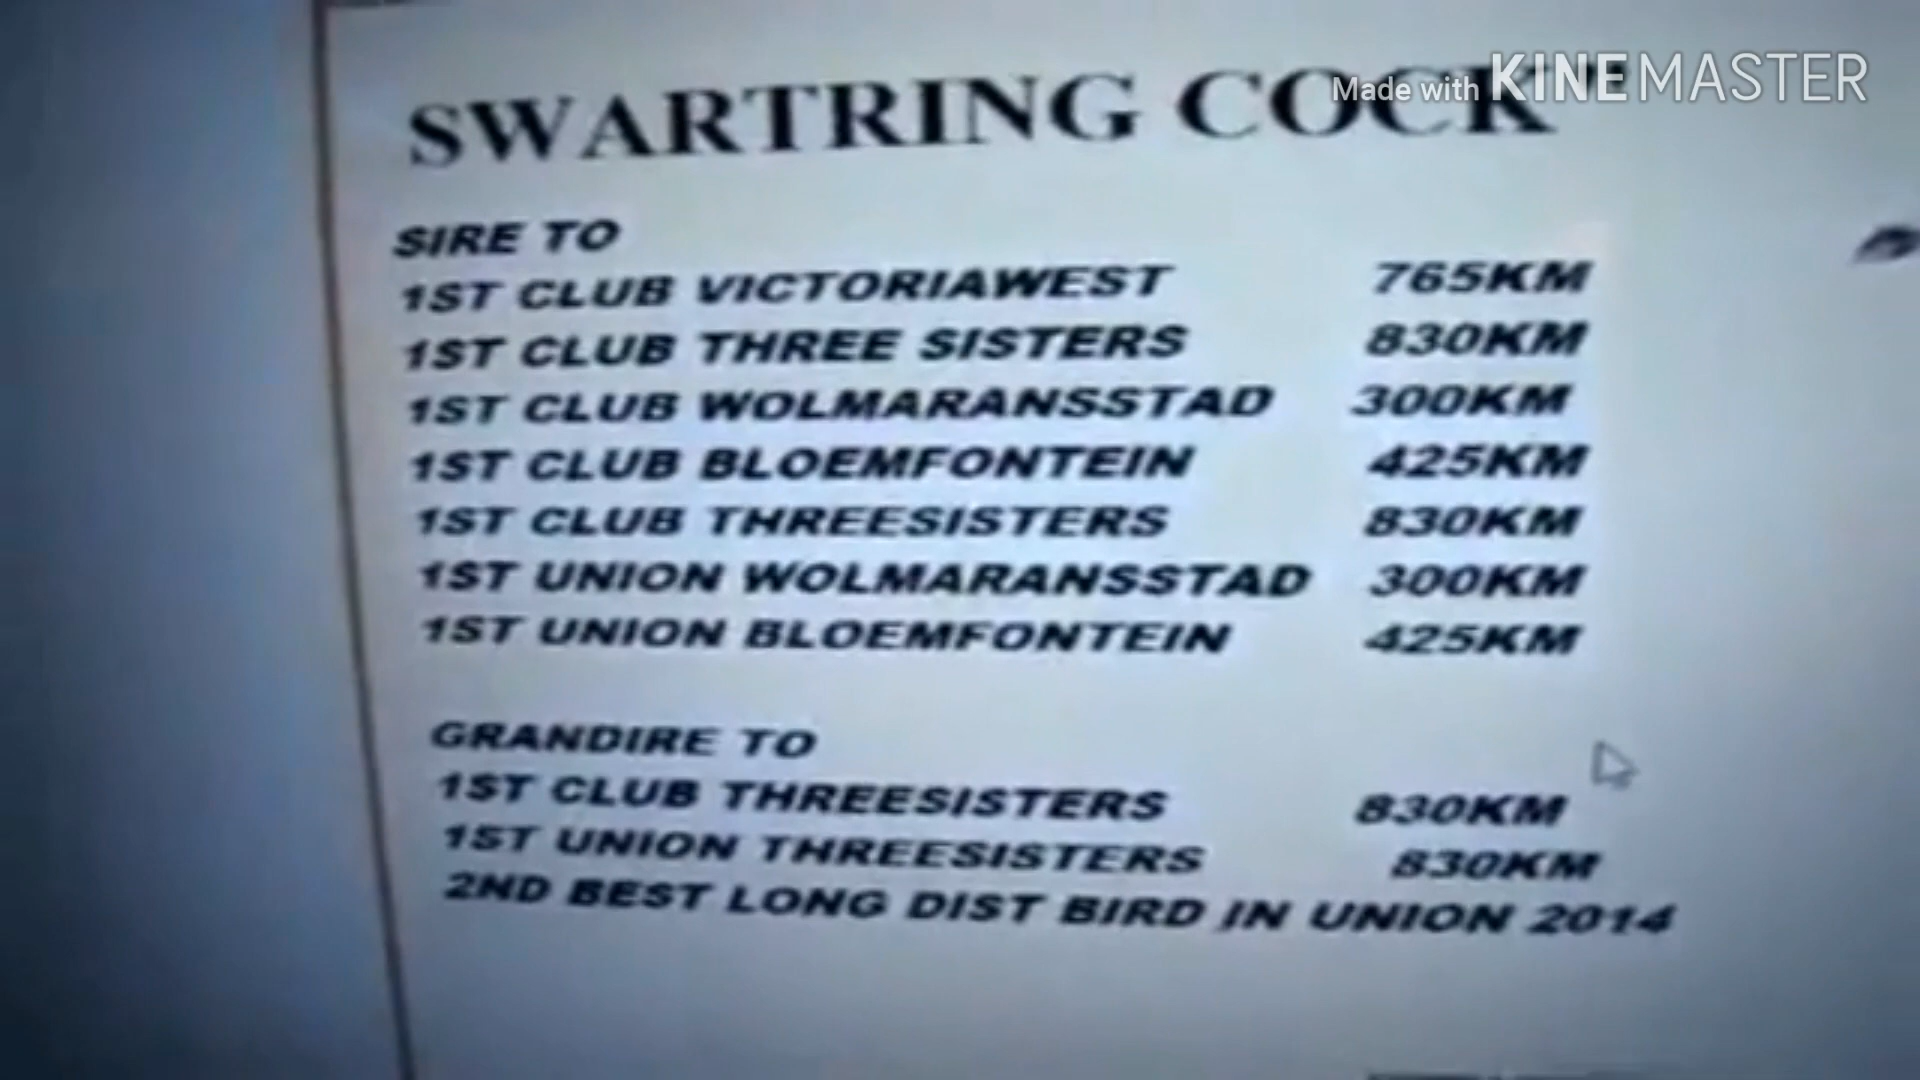 Made with KINEMASTER
SWARTRING COCK"
SIRE TO
1ST CLUB VICTORIAWEST 765KM
1ST CLUB THREE SISTERS 830KM
1ST CLUB WOLMARANSSTAD 300KM
1ST CLUB BLOEMFONTEIN 425KM
1ST CLUB THREESISTERS 830KM
1ST UNION WOLMARANSSTAD 300KM
1ST UNION BLOEMFONTEIN 425KM
GRANDIRE TO
1ST CLUB THREESISTERS 830KM
1ST UNION THREESISTERS 830KM
2ND BEST LONG DIST BIRD IN UNION 2014